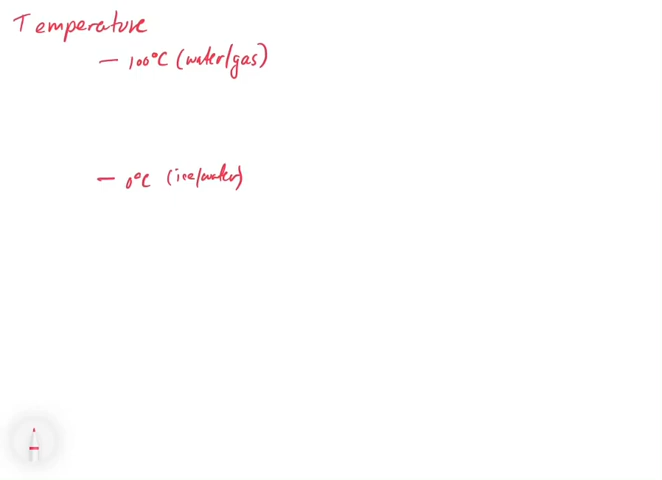 Temperature
— 100°C (water/gas)
— 0°C (ice/water)